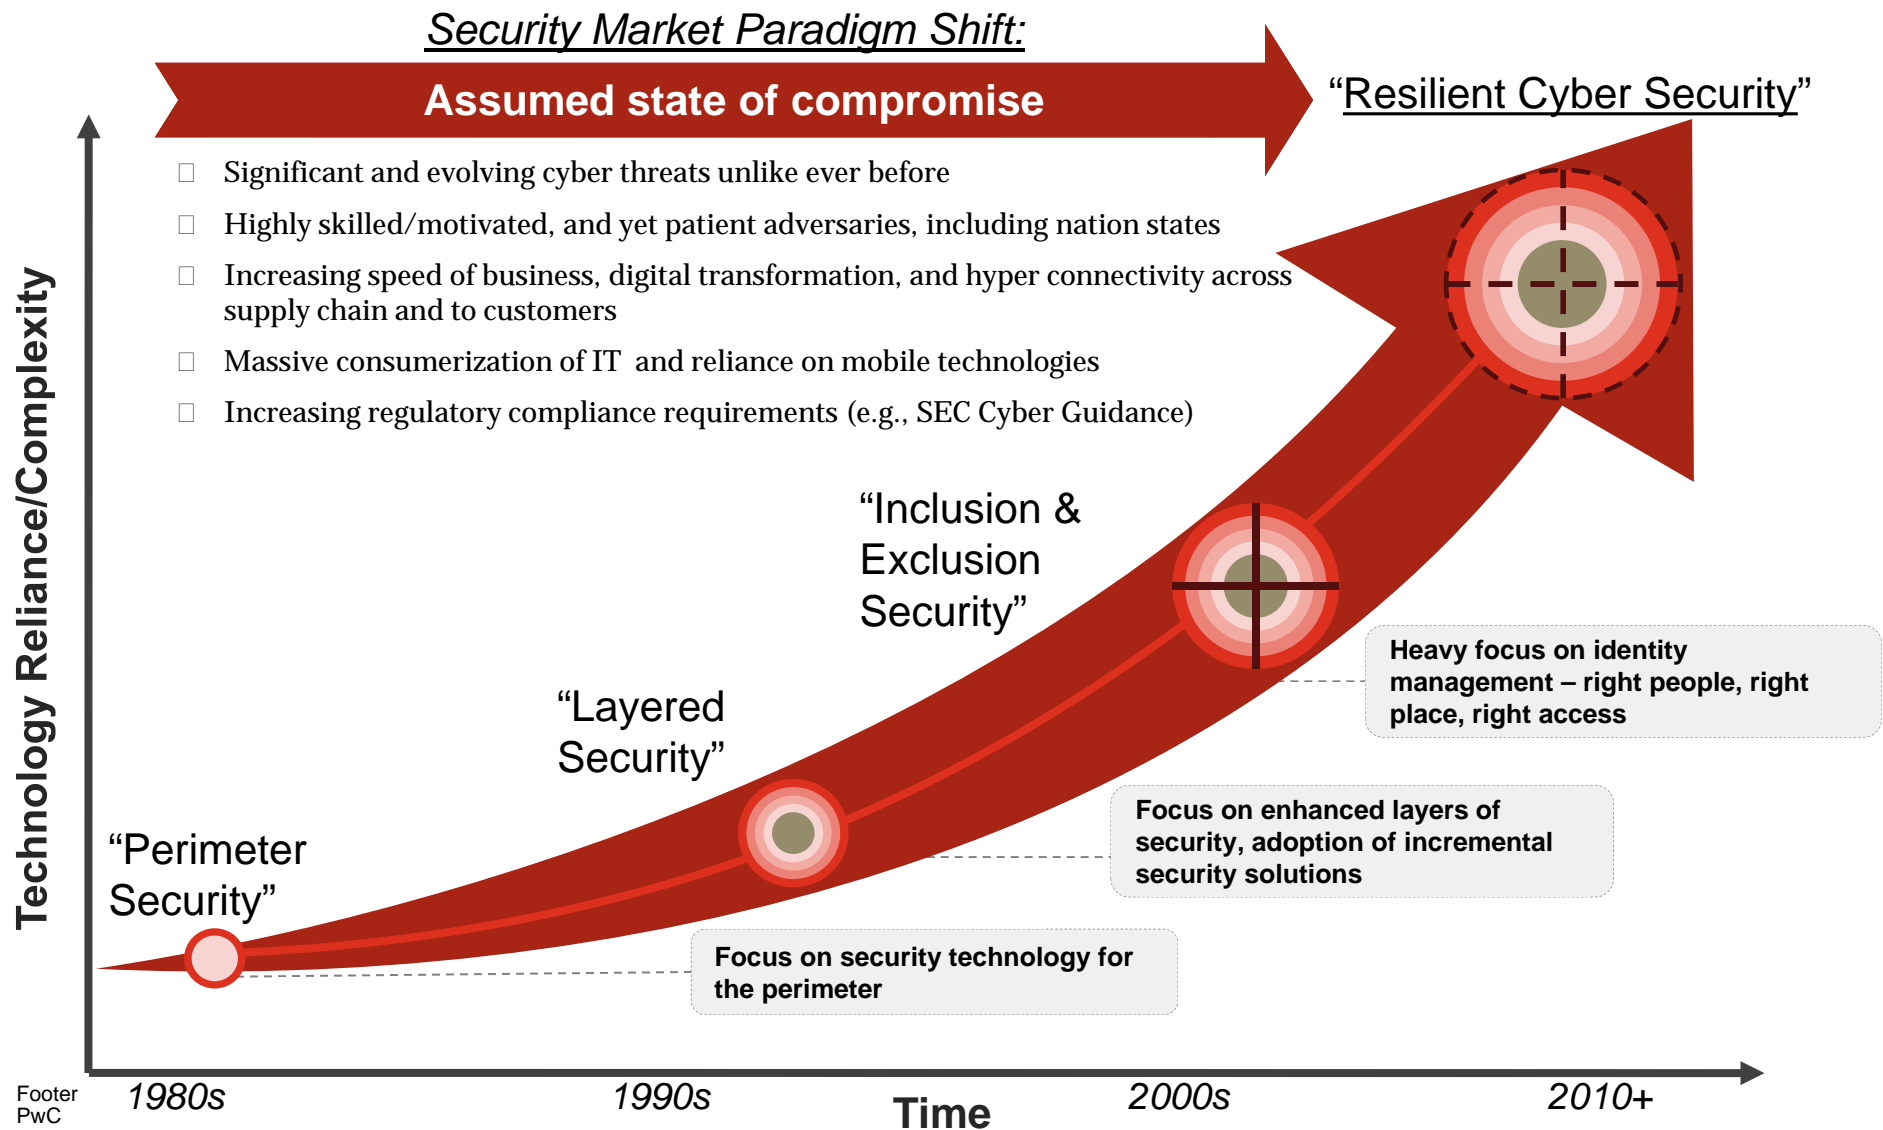 Security Market Paradigm Shift:
Assumed state of compromise
“Resilient Cyber Security”
Significant and evolving cyber threats unlike ever before
Highly skilled/motivated, and yet patient adversaries, including nation states
Increasing speed of business, digital transformation, and hyper connectivity across
supply chain and to customers
Massive consumerization of IT and reliance on mobile technologies
Increasing regulatory compliance requirements (e.g., SEC Cyber Guidance)
Technology Reliance/Complexity
“Inclusion &
Exclusion
Security”
Heavy focus on identity
management – right people, right
place, right access
“Layered
Security”
Focus on enhanced layers of
security, adoption of incremental
security solutions
“Perimeter
Security”
Focus on security technology for
the perimeter
1980s
1990s
2000s
2010+
Time
Footer
PwC